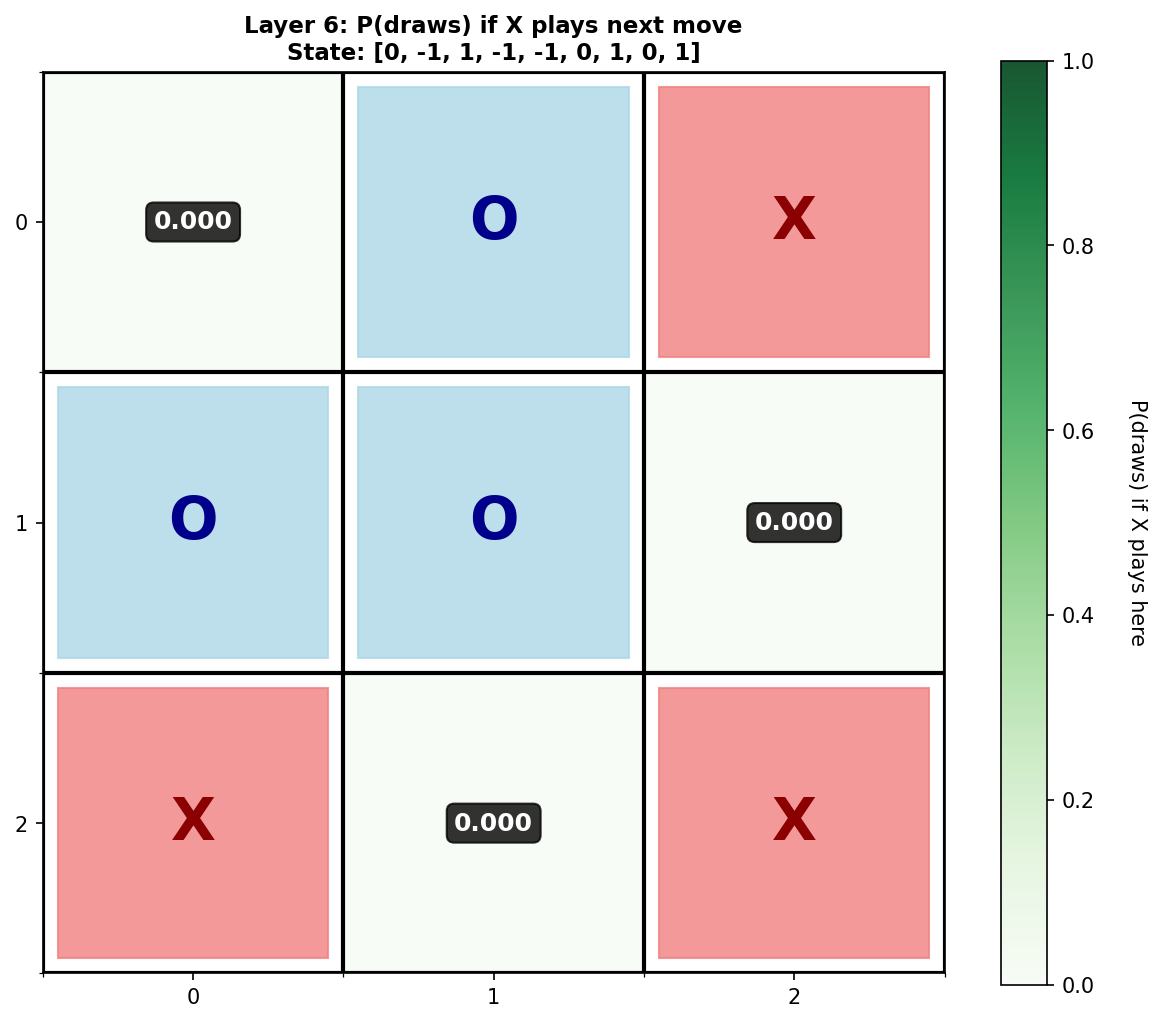 Layer 6: P(draws) if X plays next move
State: [0, -1, 1, -1, -1, 0, 1, 0, 1]
0.000
O
X
O
O
0.000
X
0.000
X
0
1
2
0
1
2
1.0
0.8
0.6
0.4
0.2
0.0
P(draws) if X plays here